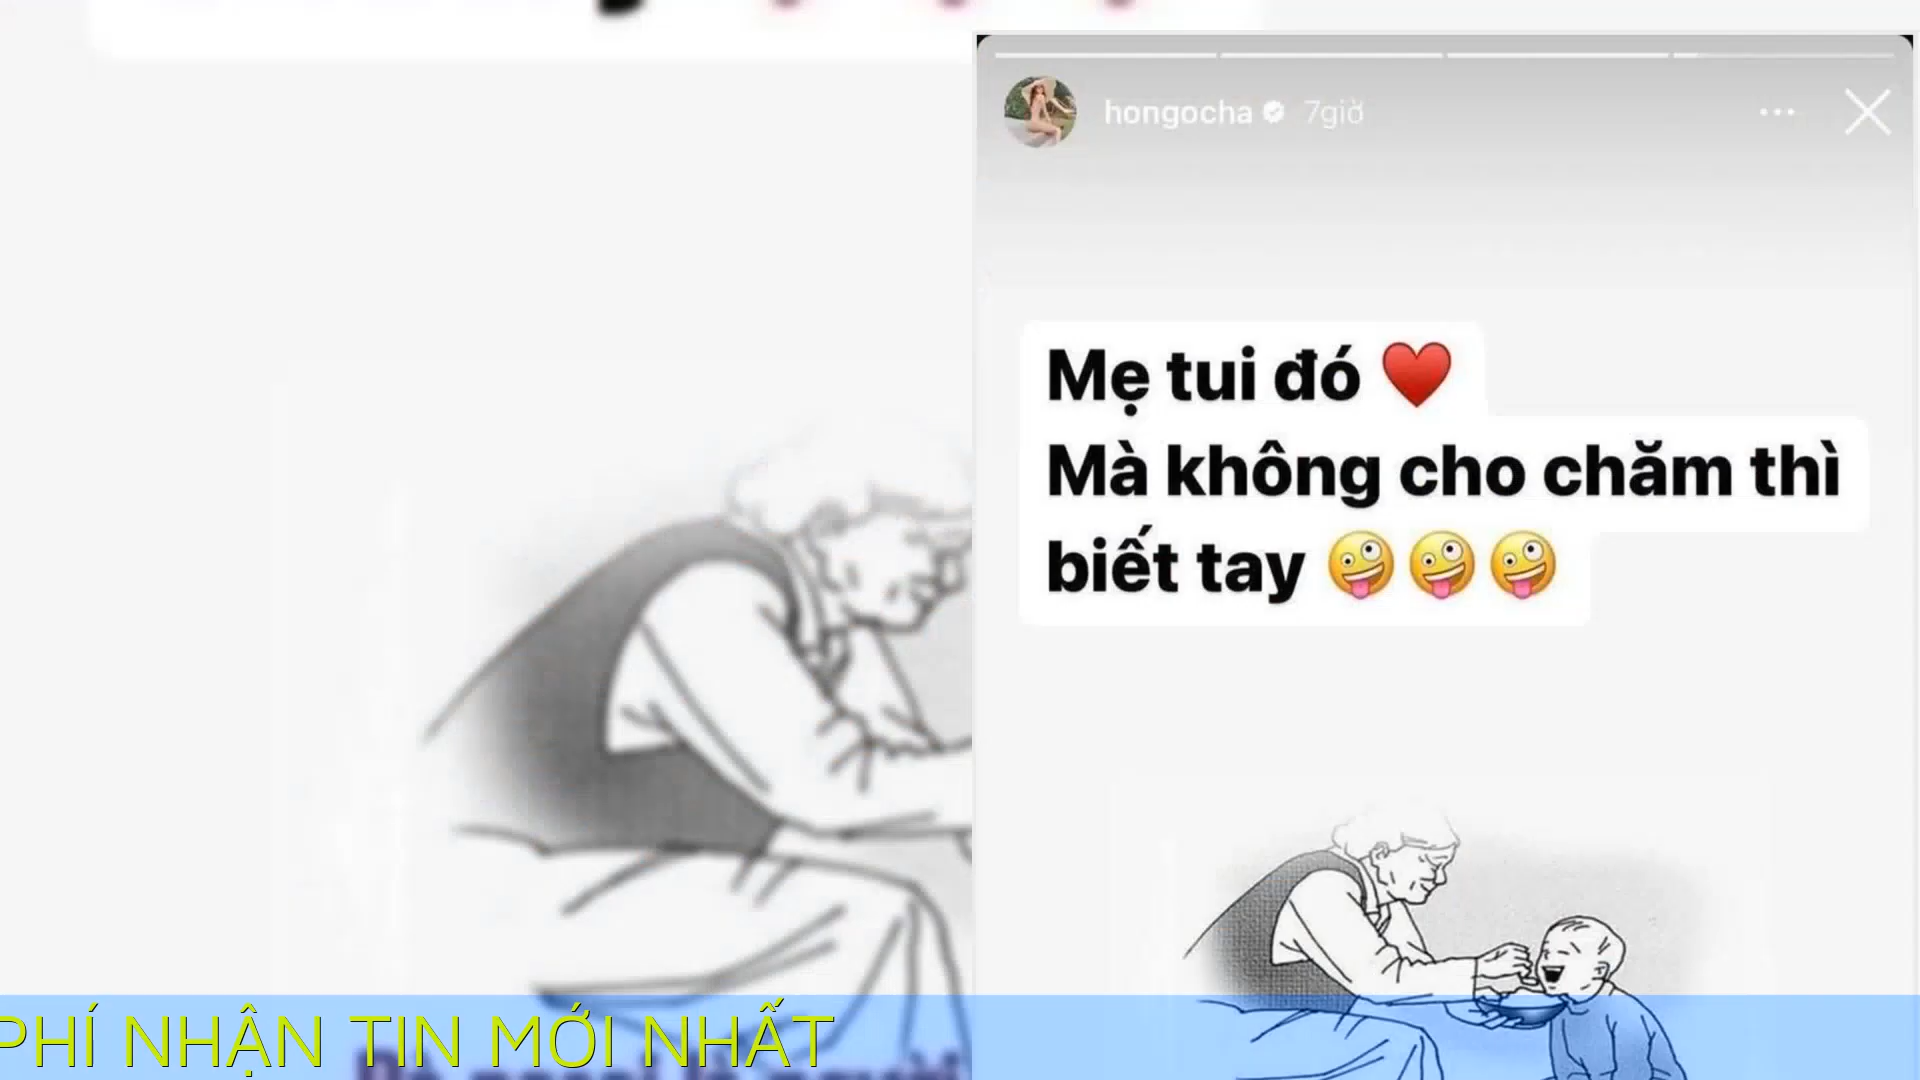 hongocha 7giờ
Mẹ tui đó ❤️
Mà không cho chăm thì
biết tay 🤪🤪🤪
PHÍ NHẬN TIN MỚI NHẤT